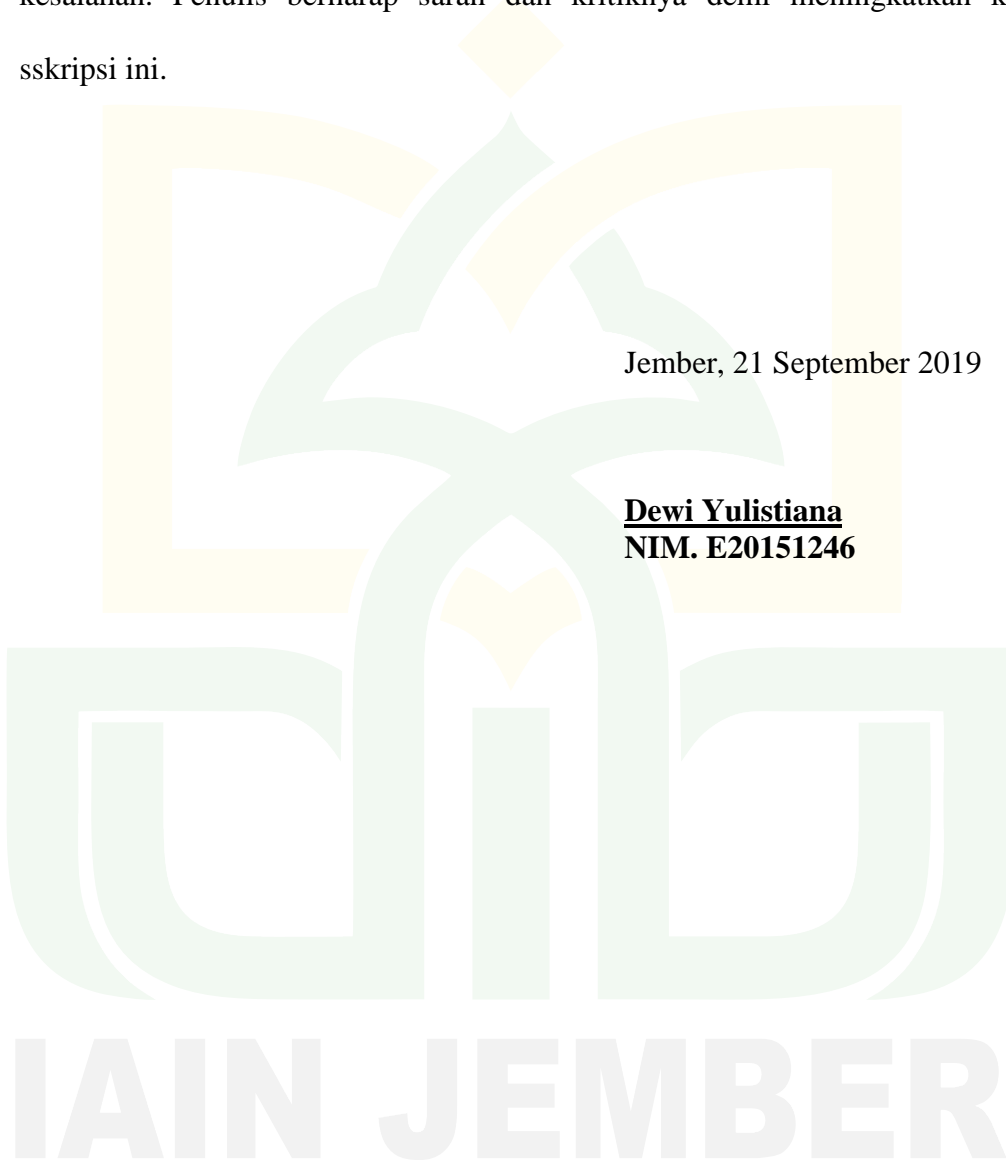 kesalahan. Penulis berharap saran dan kritiknya demi meningkatkan
sskripsi ini.
Jember, 21 September 2019
Dewi Yulistiana
NIM. E20151246
IAIN JEMBER